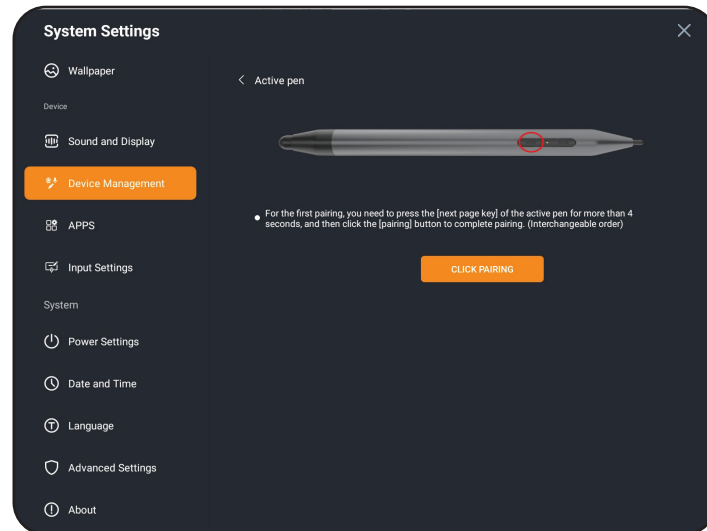 System Settings
Wallpaper
Device
Sound and Display
Device Management
APPS
Input Settings
System
Power Settings
Date and Time
Language
Advanced Settings
About
Active pen
For the first pairing, you need to press the [next page key] of the active pen for more than 4
seconds, and then click the [pairing] button to complete pairing. (Interchangeable order)
CLICK PAIRING